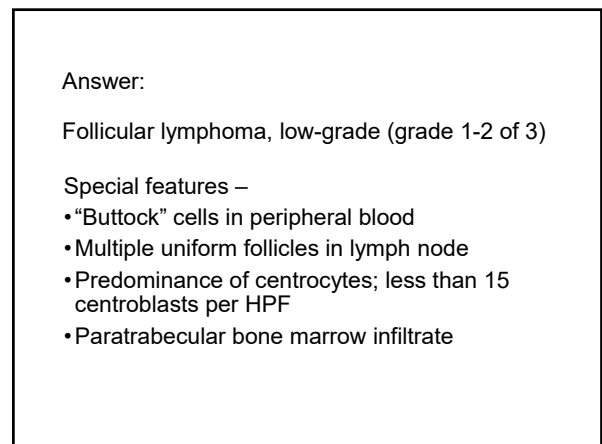 Answer:
Follicular lymphoma, low-grade (grade 1-2 of 3)
Special features –
•“Buttock” cells in peripheral blood
•Multiple uniform follicles in lymph node
•Predominance of centrocytes; less than 15
centroblasts per HPF
•Paratrabecular bone marrow infiltrate